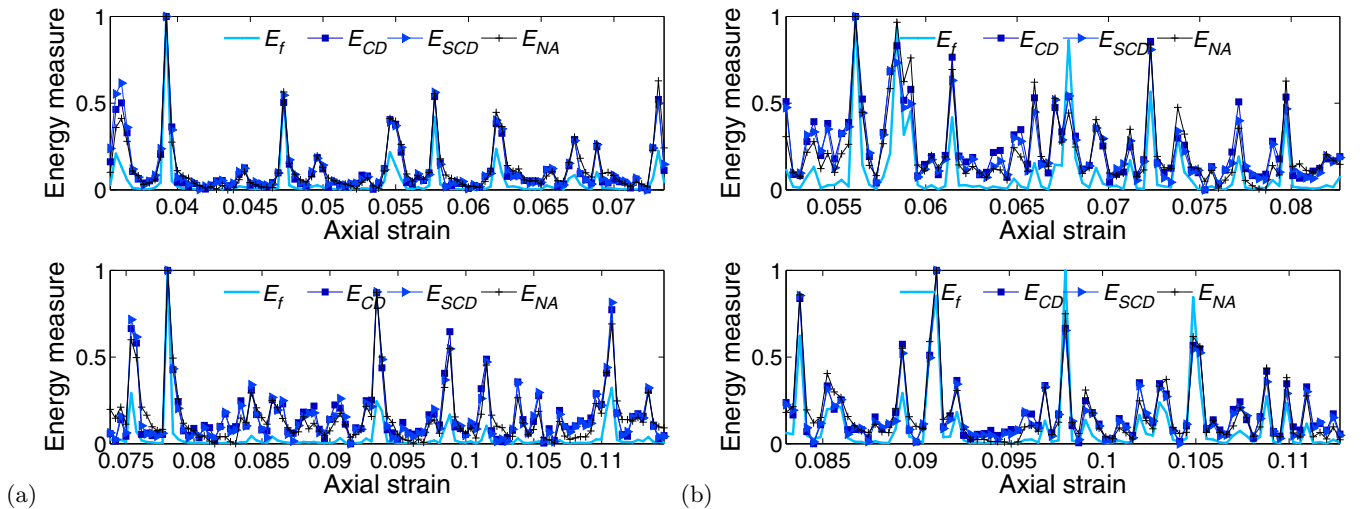 1
0.5
0
Energy measure
E_f E_CD E_SCD E_NA
0.04 0.045 0.05 0.055 0.06 0.065 0.07
Axial strain
1
0.5
0
Energy measure
E_f E_CD E_SCD E_NA
0.075 0.08 0.085 0.09 0.095 0.1 0.105 0.11
Axial strain
(a)
1
0.5
0
Energy measure
E_f E_CD E_SCD E_NA
0.055 0.06 0.065 0.07 0.075 0.08
Axial strain
1
0.5
0
Energy measure
E_f E_CD E_SCD E_NA
0.085 0.09 0.095 0.1 0.105 0.11
Axial strain
(b)